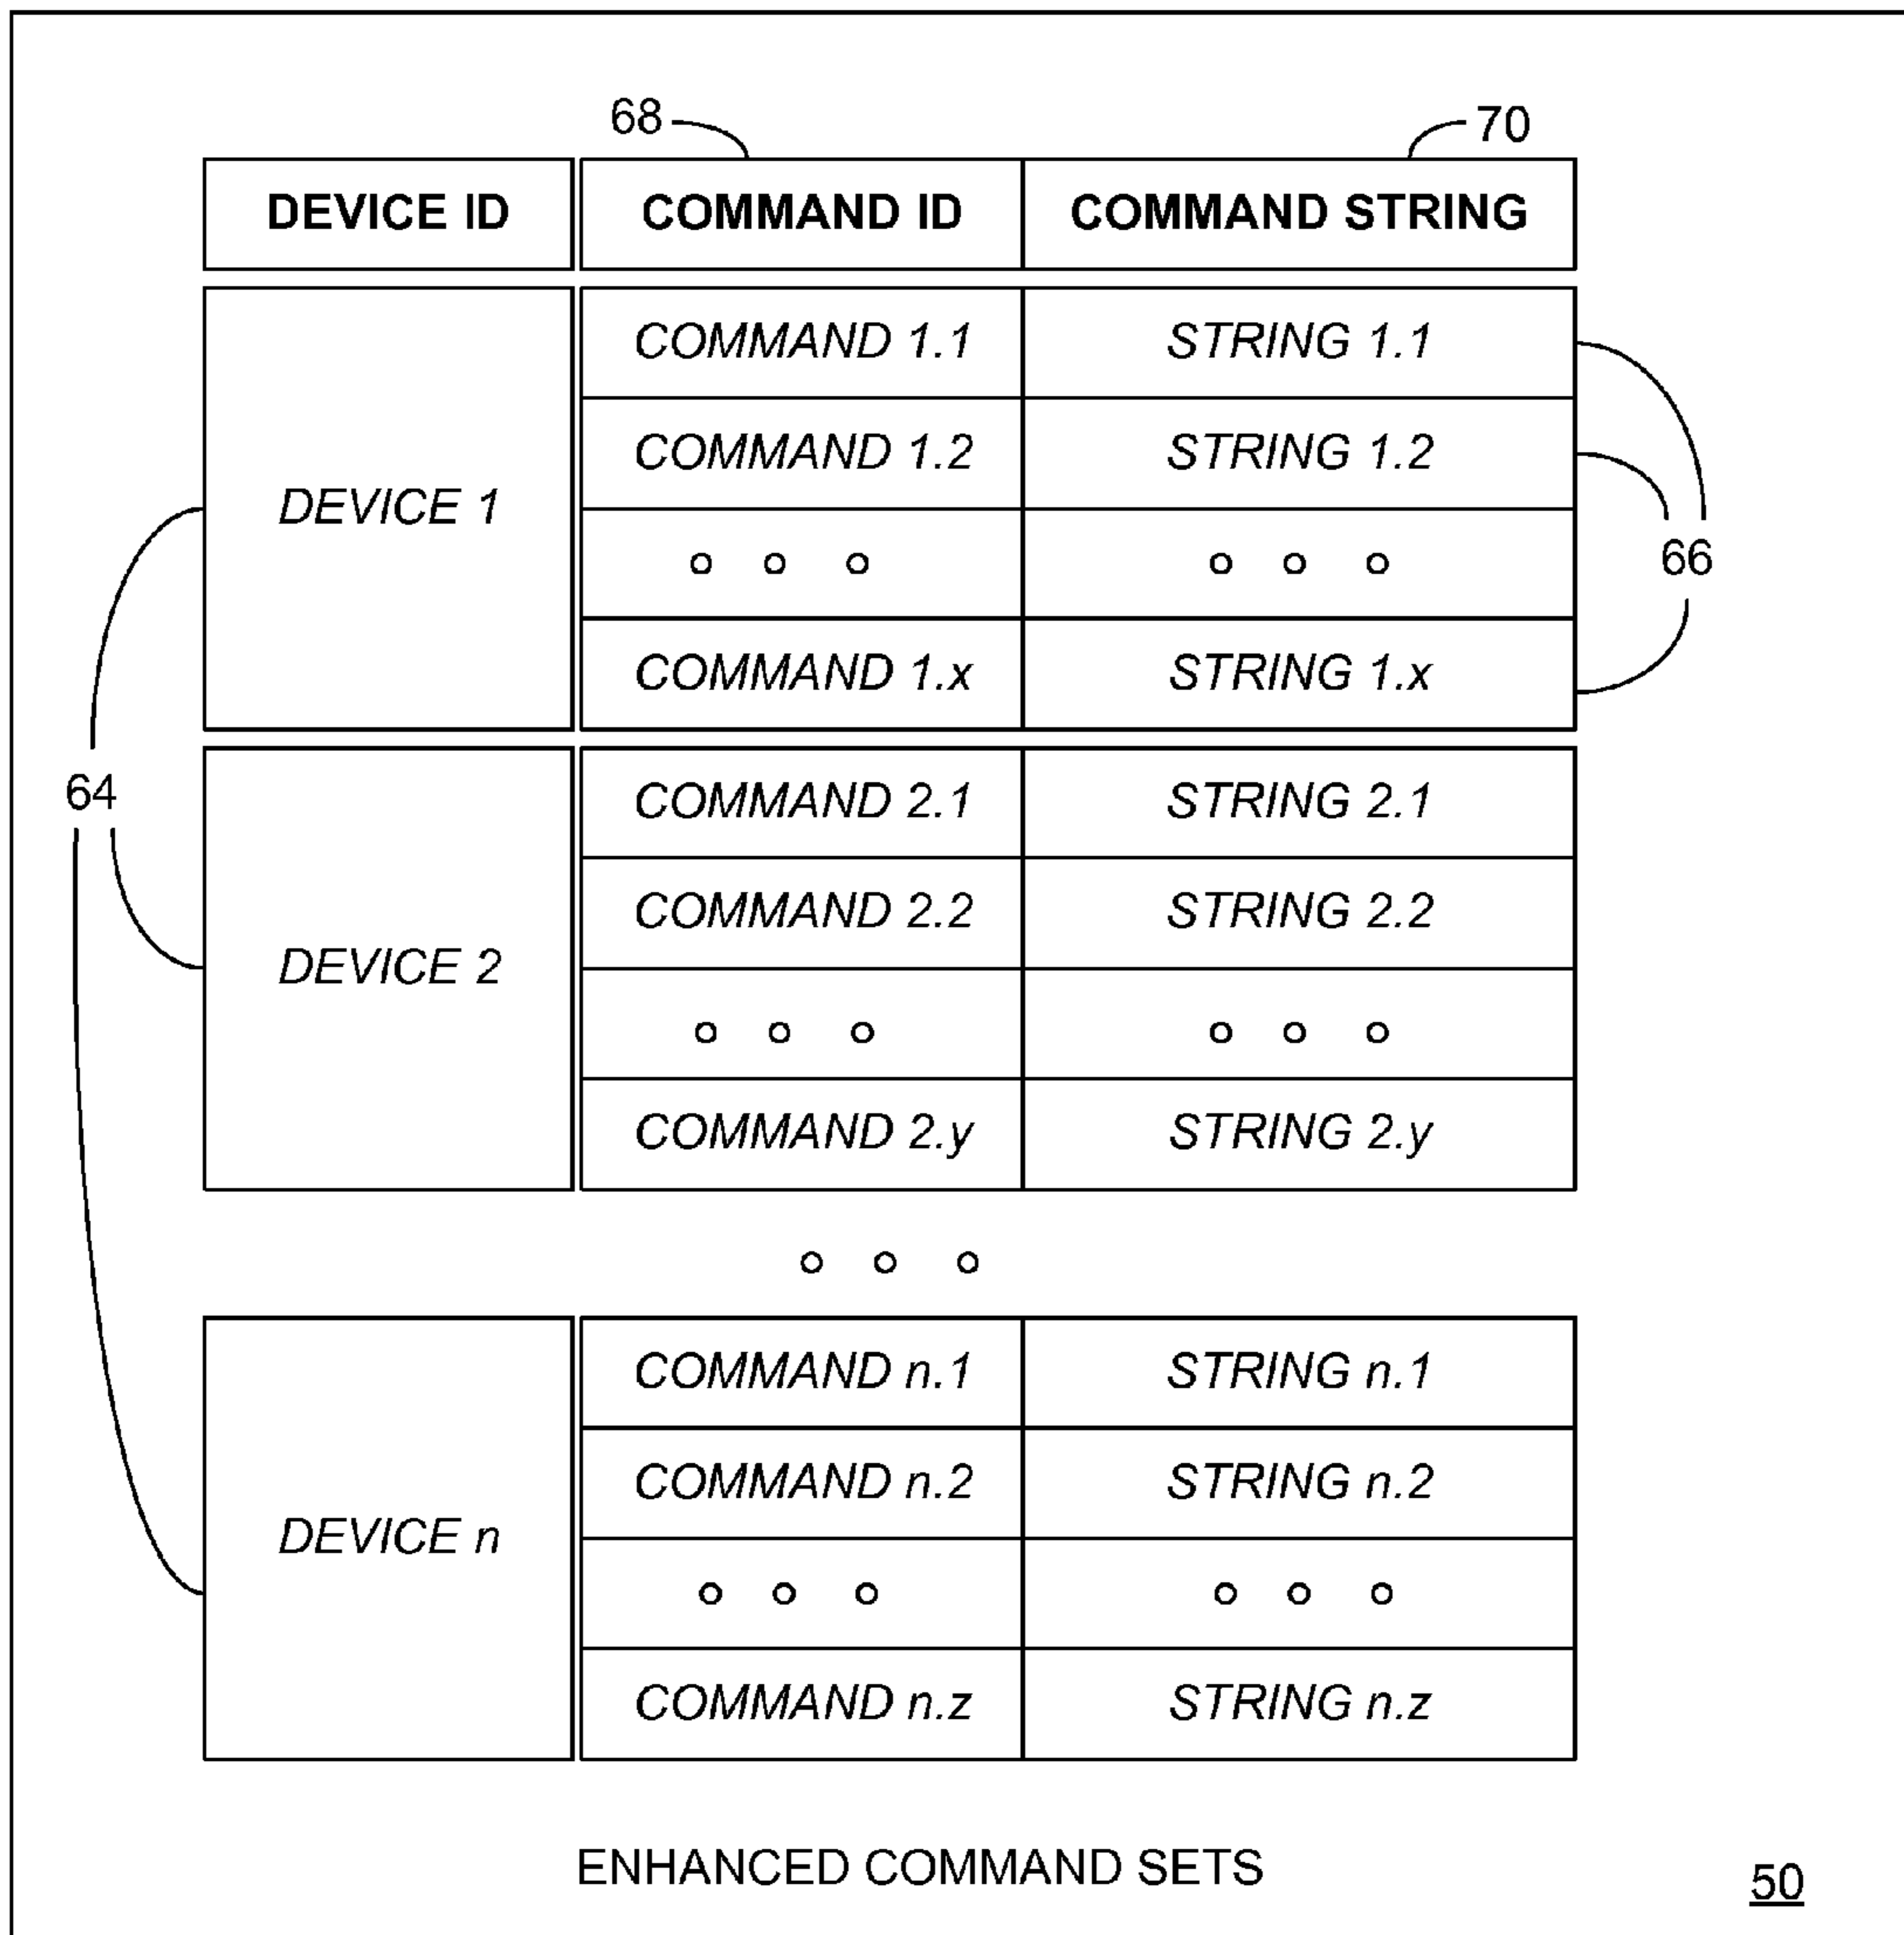 68 70
DEVICE ID COMMAND ID COMMAND STRING
COMMAND 1.1 STRING 1.1
COMMAND 1.2 STRING 1.2
DEVICE 1
66
COMMAND 1.x STRING 1.x
64
COMMAND 2.1 STRING 2.1
COMMAND 2.2 STRING 2.2
DEVICE 2
COMMAND 2.y STRING 2.y
COMMAND n.1 STRING n.1
COMMAND n.2 STRING n.2
DEVICE n
COMMAND n.z STRING n.z
ENHANCED COMMAND SETS
50